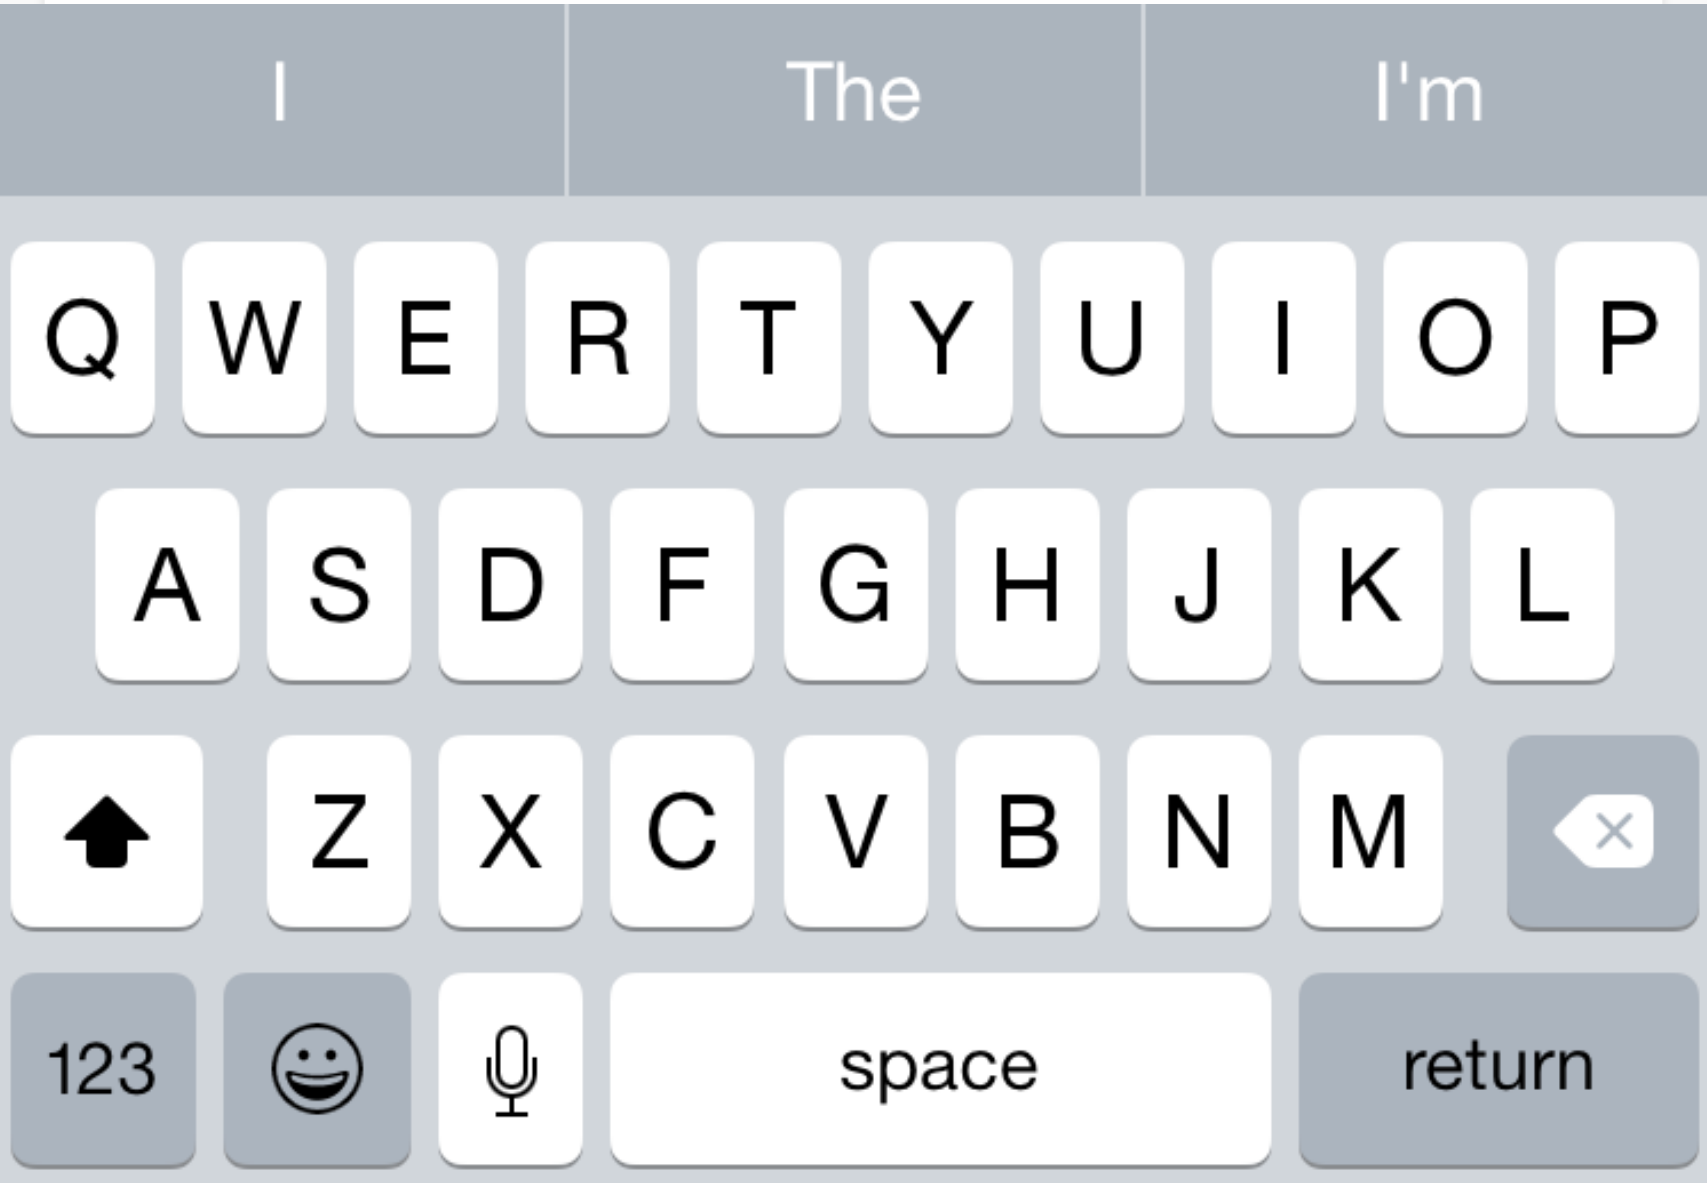 I The I'm
Q W E R T Y U I O P
A S D F G H J K L
Z X C V B N M
123 space return